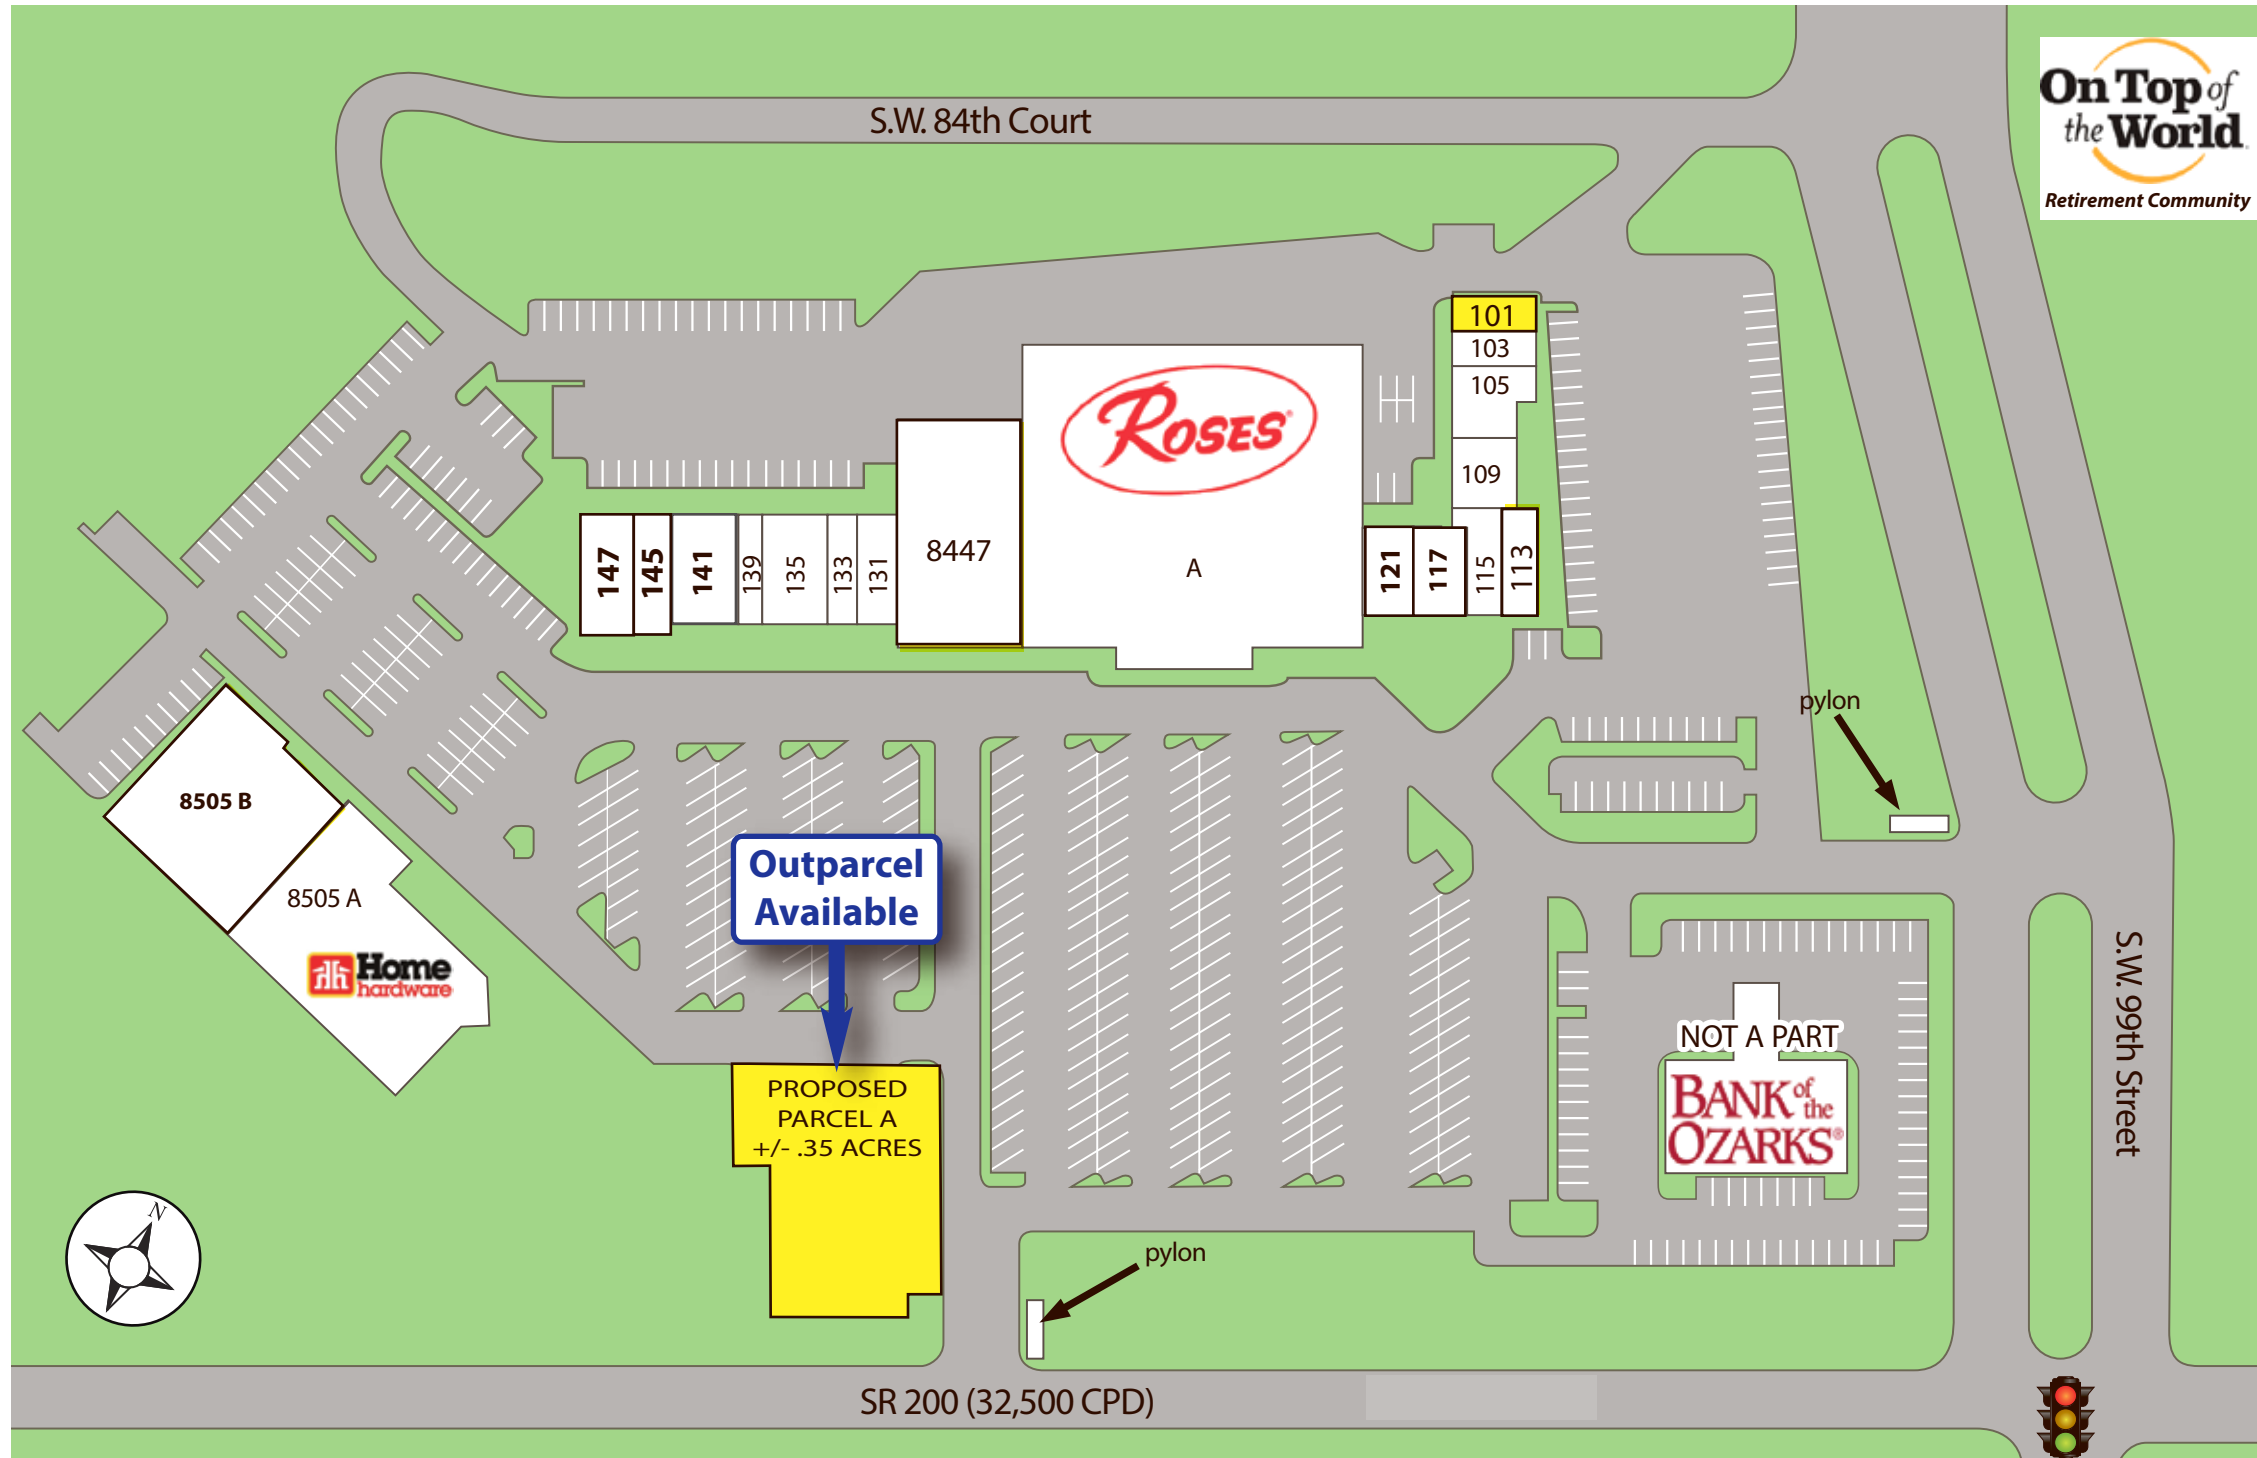 On Top of
the World
Retirement Community
S.W. 84th Court
101
103
105
109
ROSES
A
8447
147
145
141
139
135
133
131
121
117
115
113
pylon
8505 B
8505 A
Home
hardware
Outparcel
Available
PROPOSED
PARCEL A
+/- .35 ACRES
NOT A PART
BANK of the
OZARKS
S.W. 99th Street
N
pylon
SR 200 (32,500 CPD)